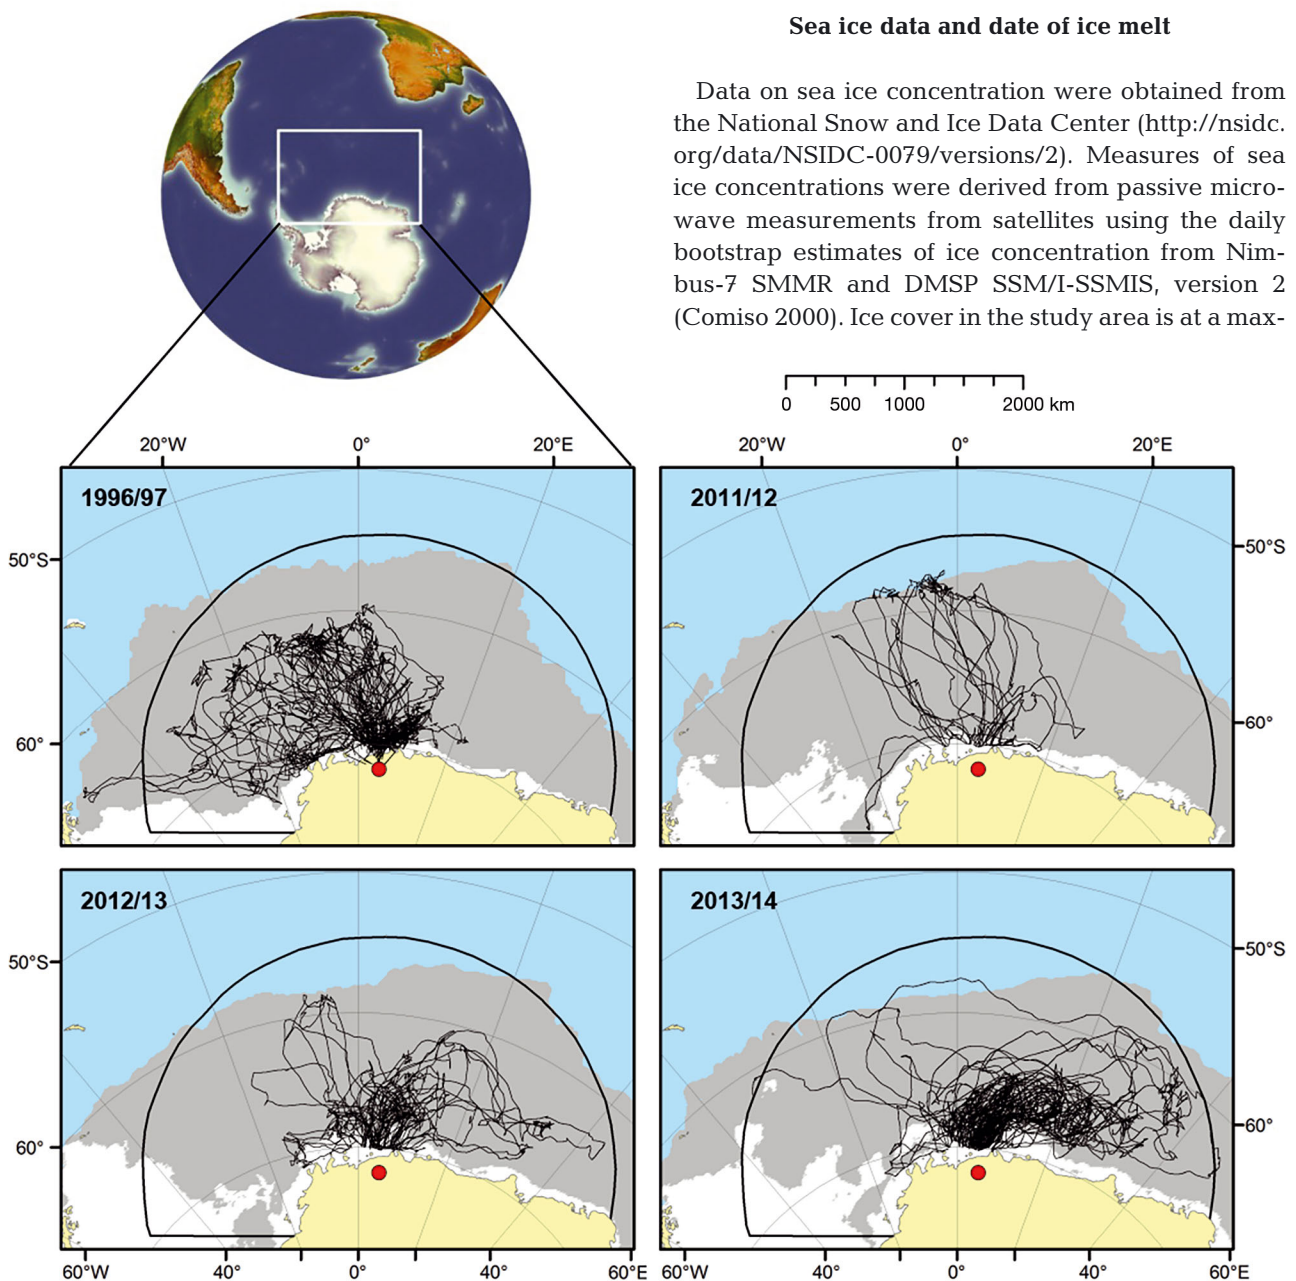 Sea ice data and date of ice melt
Data on sea ice concentration were obtained from
the National Snow and Ice Data Center (http://nsidc.
org/data/NSIDC-0079/versions/2). Measures of sea
ice concentrations were derived from passive micro-
wave measurements from satellites using the daily
bootstrap estimates of ice concentration from Nim-
bus-7 SMMR and DMSP SSM/I-SSMIS, version 2
(Comiso 2000). Ice cover in the study area is at a max-
0 500 1000 2000 km
20°W 0° 20°E 20°W 0° 20°E
1996/97 2011/12
50°S 50°S
60° 60°
2012/13 2013/14
50°S 50°S
60° 60°
60°W 40° 0° 40° 60°E 60°W 40° 0° 40° 60°E